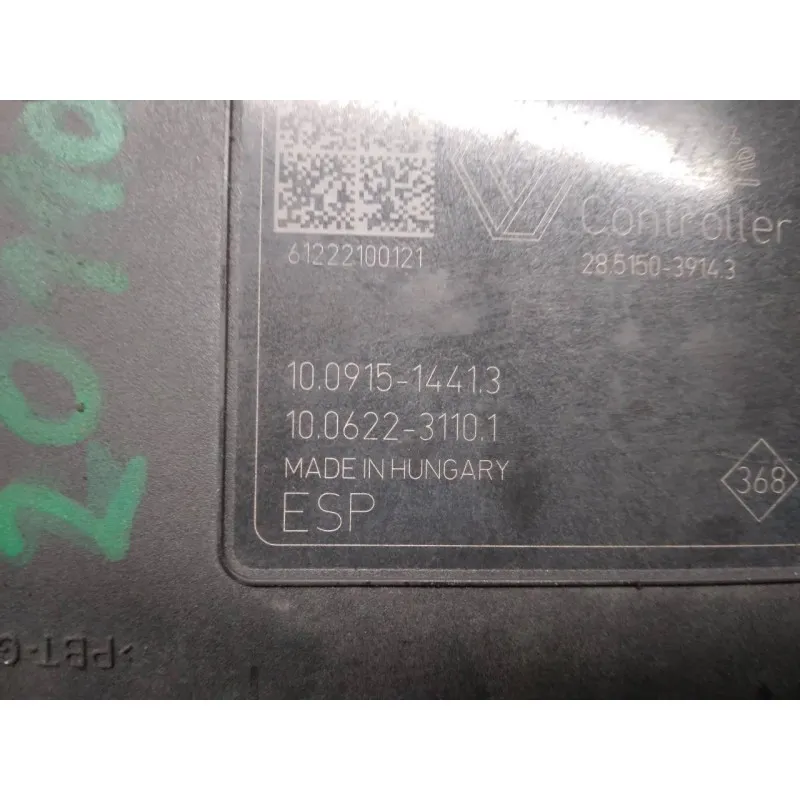 Controller
61222100121
28.5150-3914.3
10.0915-1441.3
10.0622-3110.1
MADE IN HUNGARY
368
ESP
20110
>PBT-G